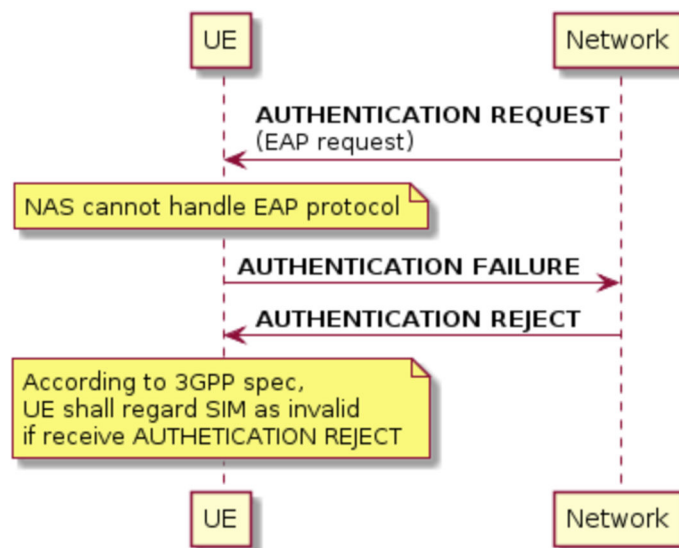 UE
Network
AUTHENTICATION REQUEST
(EAP request)
NAS cannot handle EAP protocol
AUTHENTICATION FAILURE
AUTHENTICATION REJECT
According to 3GPP spec,
UE shall regard SIM as invalid
if receive AUTHETICATION REJECT
UE
Network